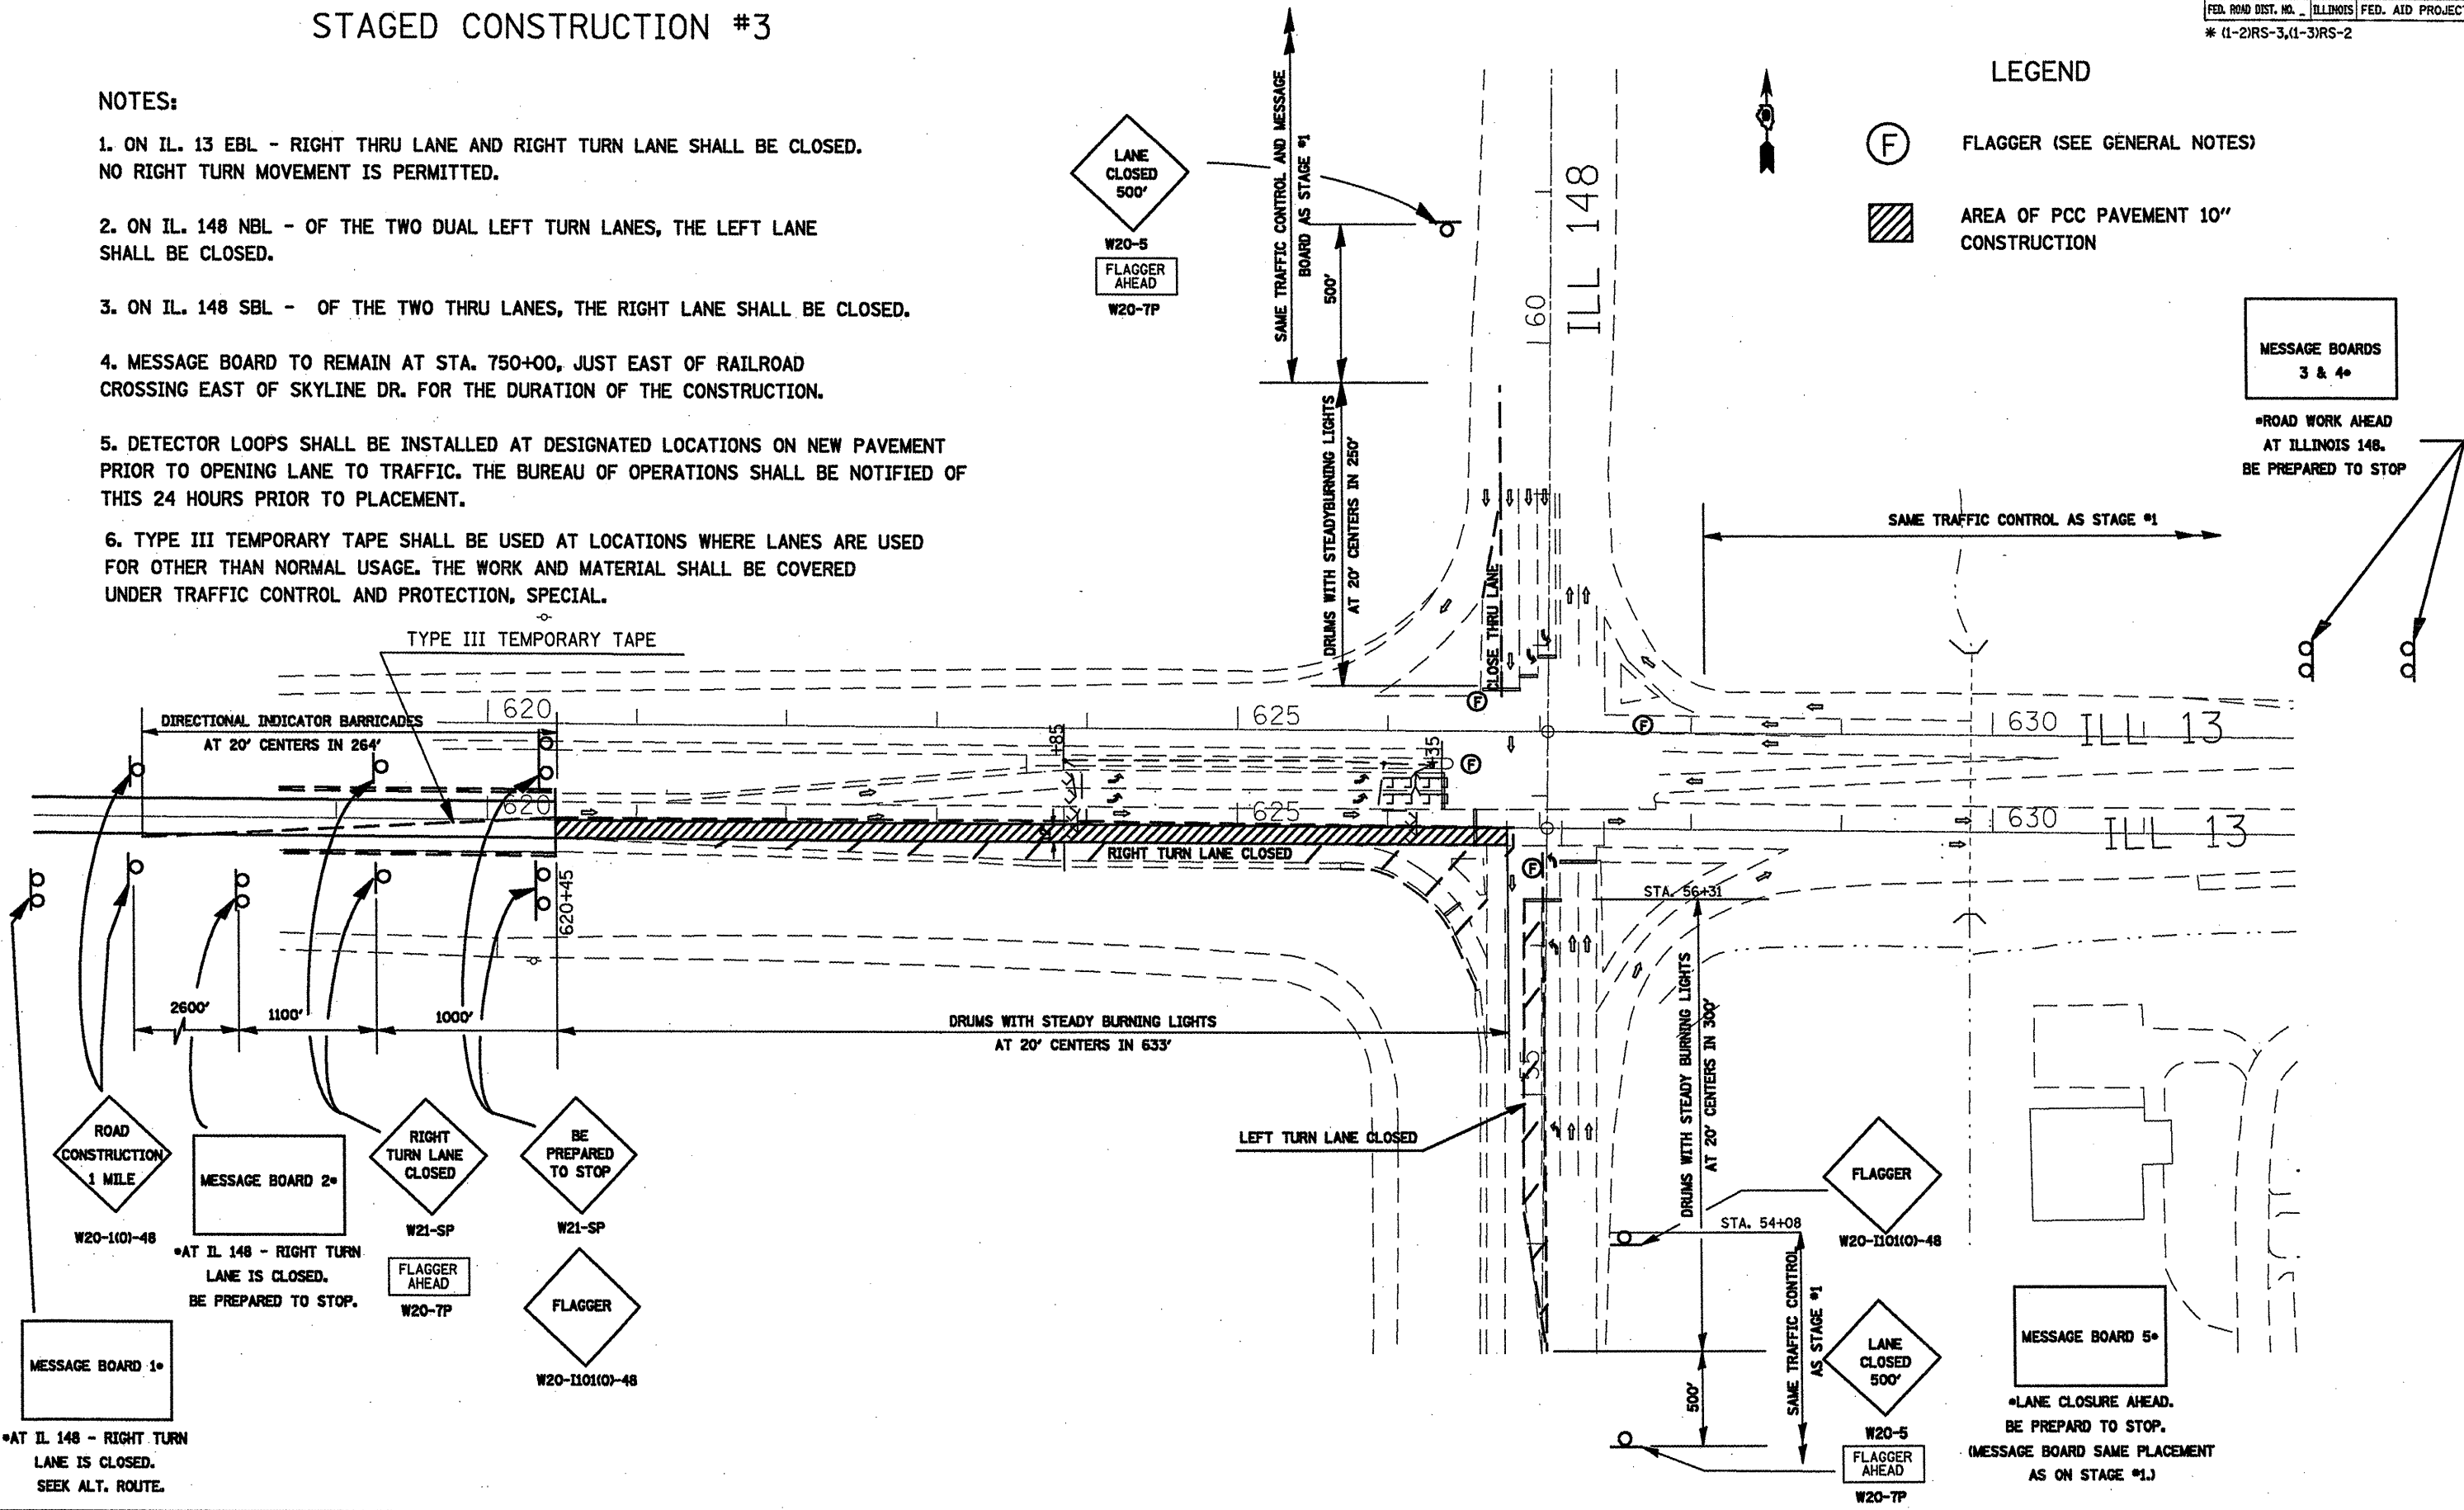 FED. ROAD DIST. NO. _ ILLINOIS FED. AID PROJECT
* (1-2)RS-3,(1-3)RS-2
STAGED CONSTRUCTION #3
NOTES:
1. ON IL. 13 EBL - RIGHT THRU LANE AND RIGHT TURN LANE SHALL BE CLOSED.
NO RIGHT TURN MOVEMENT IS PERMITTED.
2. ON IL. 148 NBL - OF THE TWO DUAL LEFT TURN LANES, THE LEFT LANE
SHALL BE CLOSED.
3. ON IL. 148 SBL - OF THE TWO THRU LANES, THE RIGHT LANE SHALL BE CLOSED.
4. MESSAGE BOARD TO REMAIN AT STA. 750+00, JUST EAST OF RAILROAD
CROSSING EAST OF SKYLINE DR. FOR THE DURATION OF THE CONSTRUCTION.
5. DETECTOR LOOPS SHALL BE INSTALLED AT DESIGNATED LOCATIONS ON NEW PAVEMENT
PRIOR TO OPENING LANE TO TRAFFIC. THE BUREAU OF OPERATIONS SHALL BE NOTIFIED OF
THIS 24 HOURS PRIOR TO PLACEMENT.
6. TYPE III TEMPORARY TAPE SHALL BE USED AT LOCATIONS WHERE LANES ARE USED
FOR OTHER THAN NORMAL USAGE. THE WORK AND MATERIAL SHALL BE COVERED
UNDER TRAFFIC CONTROL AND PROTECTION, SPECIAL.
LEGEND
F
FLAGGER (SEE GENERAL NOTES)
AREA OF PCC PAVEMENT 10"
CONSTRUCTION
LANE
CLOSED
500'
W20-5
FLAGGER
AHEAD
W20-7P
SAME TRAFFIC CONTROL AND MESSAGE
BOARD AS STAGE #1
500'
DRUMS WITH STEADYBURNING LIGHTS
AT 20' CENTERS IN 250'
CLOSE THRU LANE
60
ILL 148
MESSAGE BOARDS
3 & 4*
*ROAD WORK AHEAD
AT ILLINOIS 148.
BE PREPARED TO STOP
SAME TRAFFIC CONTROL AS STAGE #1
TYPE III TEMPORARY TAPE
DIRECTIONAL INDICATOR BARRICADES
AT 20' CENTERS IN 264'
620
625
630
ILL 13
+85
+35
F
F
F
F
620
625
630
ILL 13
12'
RIGHT TURN LANE CLOSED
620+45
STA. 56+31
2600'
1100'
1000'
DRUMS WITH STEADY BURNING LIGHTS
AT 20' CENTERS IN 633'
55
LEFT TURN LANE CLOSED
DRUMS WITH STEADY BURNING LIGHTS
AT 20' CENTERS IN 300'
STA. 54+08
SAME TRAFFIC CONTROL
AS STAGE #1
500'
ROAD
CONSTRUCTION
1 MILE
W20-1(O)-48
MESSAGE BOARD 2*
*AT IL 148 - RIGHT TURN
LANE IS CLOSED.
BE PREPARED TO STOP.
RIGHT
TURN LANE
CLOSED
W21-SP
FLAGGER
AHEAD
W20-7P
BE
PREPARED
TO STOP
W21-SP
FLAGGER
W20-I101(O)-48
MESSAGE BOARD 1*
*AT IL 148 - RIGHT TURN
LANE IS CLOSED.
SEEK ALT. ROUTE.
FLAGGER
W20-I101(O)-48
LANE
CLOSED
500'
W20-5
FLAGGER
AHEAD
W20-7P
MESSAGE BOARD 5*
*LANE CLOSURE AHEAD.
BE PREPARD TO STOP.
(MESSAGE BOARD SAME PLACEMENT
AS ON STAGE #1.)